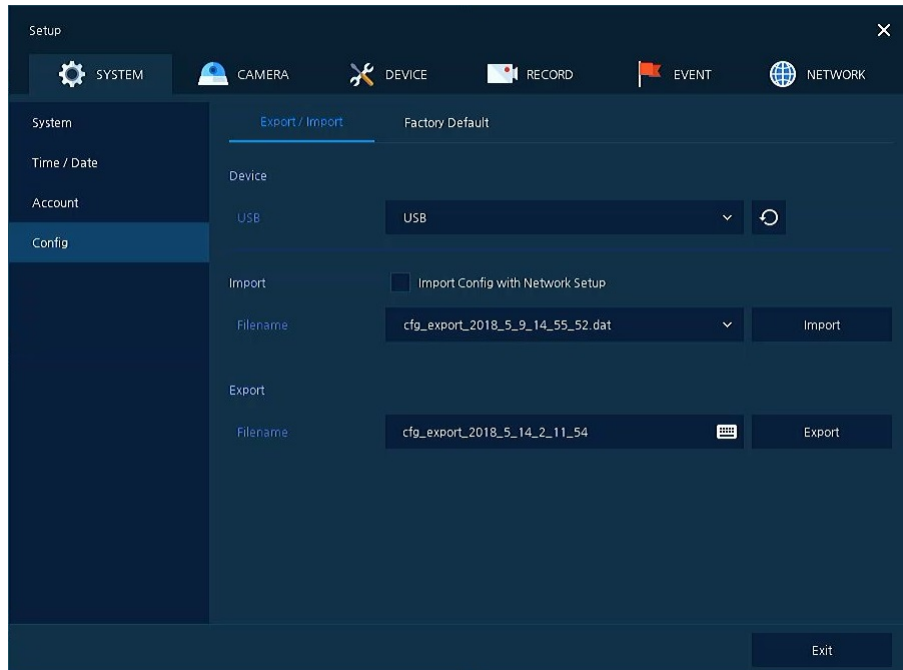 Setup
SYSTEM CAMERA DEVICE RECORD EVENT NETWORK
System
Time / Date
Account
Config
Export / Import Factory Default
Device
USB USB
Import Import Config with Network Setup
Filename cfg_export_2018_5_9_14_55_52.dat Import
Export
Filename cfg_export_2018_5_14_2_11_54 Export
Exit